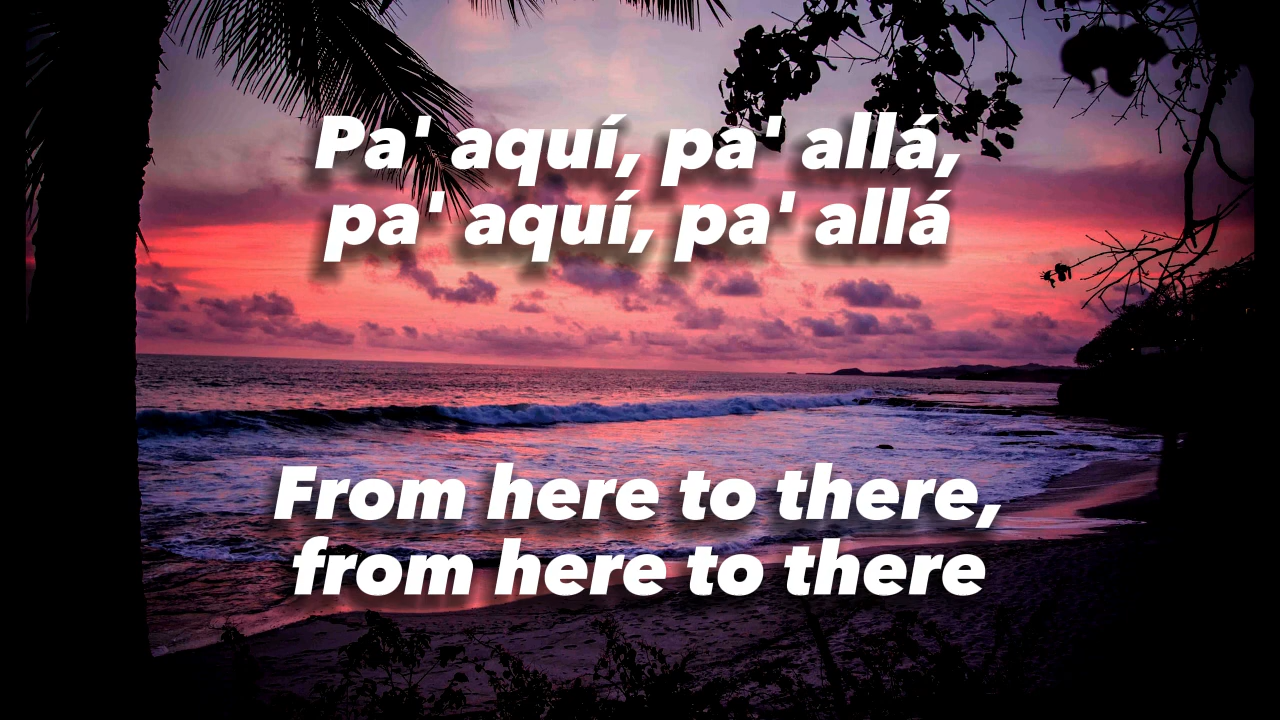 Pa' aquí, pa' allá,
pa' aquí, pa' allá
From here to there,
from here to there